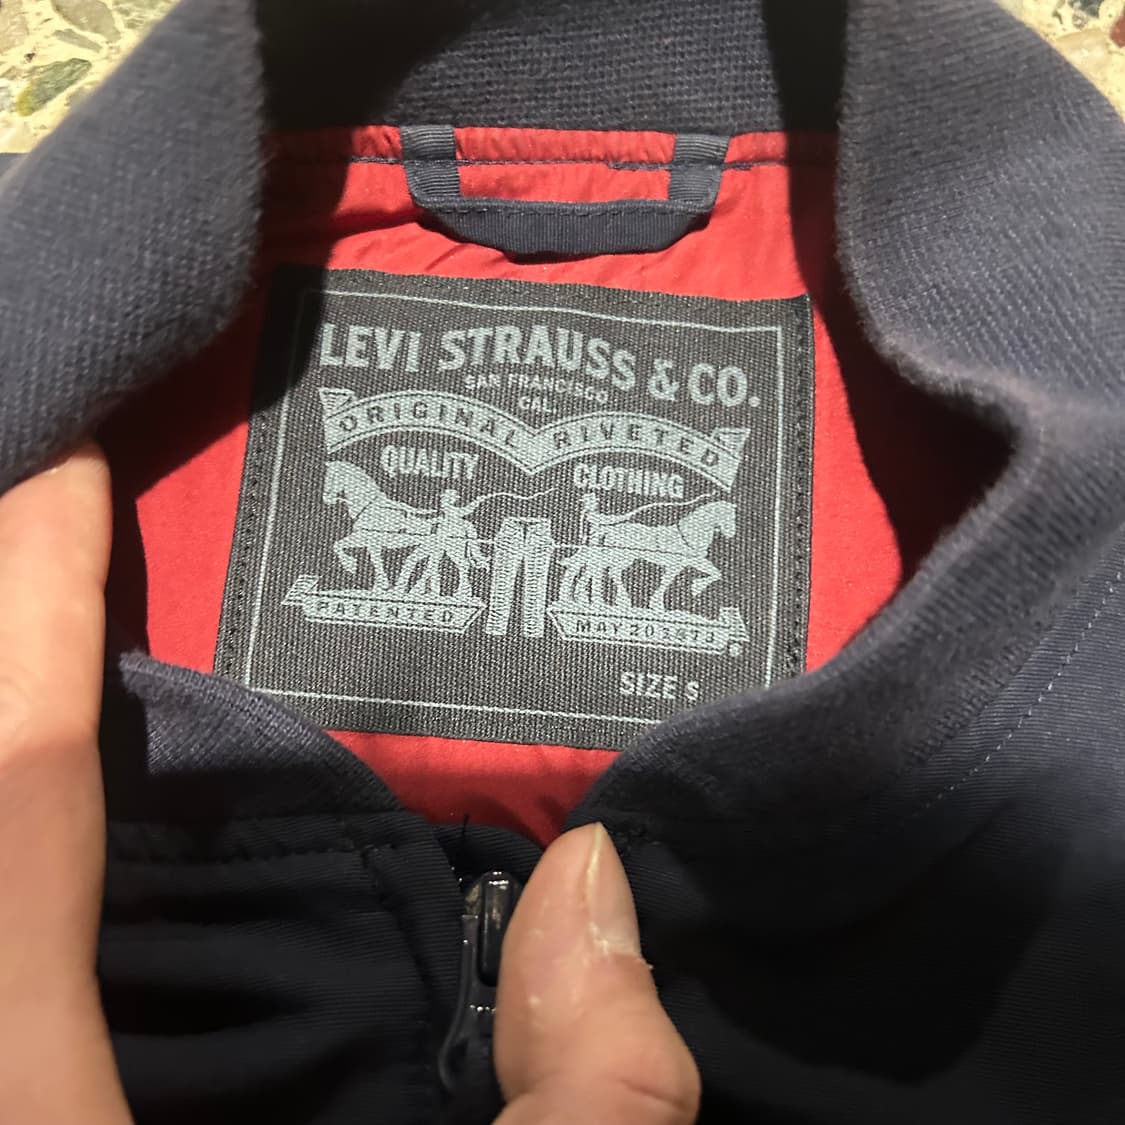 LEVI STRAUSS & CO.
SAN FRANCISCO
CAL.
ORIGINAL RIVETED
QUALITY CLOTHING
PATENTED MAY 20 1873
SIZE S